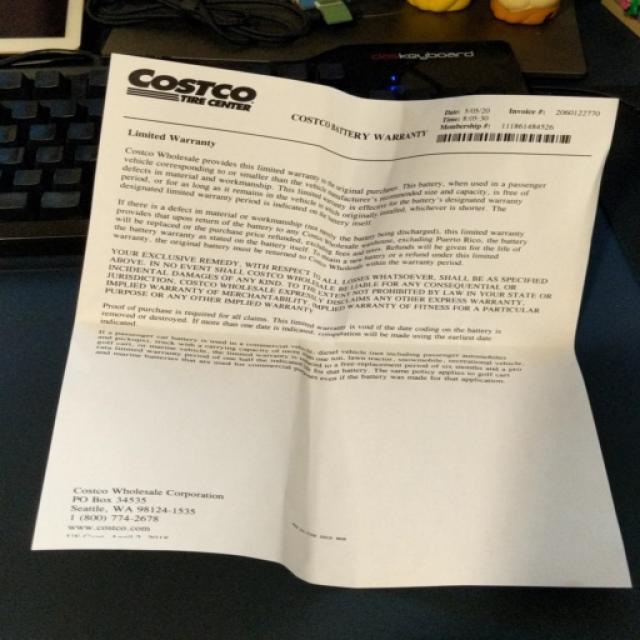 daskeyboard
COSTCO
TIRE CENTER
COSTCO BATTERY WARRANTY
Date: 5/05/20 Invoice #: 2060122770
Time: 8:05:30
Membership #: 111861484526
Limited Warranty
Costco Wholesale provides this limited warranty to the original purchaser. This battery, when used in a passenger
vehicle corresponding to or smaller than the vehicle manufacturer's recommended size and capacity, is free of
defects in material and workmanship. This limited warranty is effective for the battery's designated warranty
period, or for as long as it remains in the vehicle in which originally installed, whichever is shorter. The
designated limited warranty period is indicated on the battery itself.
If there is a defect in material or workmanship (not merely the battery being discharged), this limited warranty
provides that upon return of the battery to any Costco Wholesale warehouse, excluding Puerto Rico, the battery
will be replaced or the purchase price refunded, excluding fees and taxes. Refunds will be given for the life of
the battery warranty as stated on the battery itself. To obtain a new battery or a refund under this limited
warranty, the original battery must be returned to Costco Wholesale within the warranty period.
YOUR EXCLUSIVE REMEDY, WITH RESPECT TO ALL LOSSES WHATSOEVER, SHALL BE AS SPECIFIED
ABOVE. IN NO EVENT SHALL COSTCO WHOLESALE BE LIABLE FOR ANY CONSEQUENTIAL OR
INCIDENTAL DAMAGES OF ANY KIND. TO THE EXTENT NOT PROHIBITED BY LAW IN YOUR STATE OR
JURISDICTION, COSTCO WHOLESALE EXPRESSLY DISCLAIMS ANY OTHER EXPRESS WARRANTY,
IMPLIED WARRANTY OF MERCHANTABILITY, IMPLIED WARRANTY OF FITNESS FOR A PARTICULAR
PURPOSE OR ANY OTHER IMPLIED WARRANTY.
Proof of purchase is required for all claims. This limited warranty is void if the date coding on the battery is
removed or destroyed. If more than one date is indicated, computation will be made using the earliest date
indicated.
If a passenger car battery is used in a commercial vehicle, diesel vehicle (not including passenger automobiles
and pickups), truck with a carrying capacity of more than one ton, lawn tractor, snowmobile, recreational vehicle,
golf cart, or marine vehicle, the limited warranty is reduced to a free-replacement period of six months and a pro
rata limited warranty period of one half the indicated for that battery. The same policy applies to golf cart
and marine batteries that are used for commercial purposes even if the battery was made for that application.
Costco Wholesale Corporation
PO Box 34535
Seattle, WA 98124-1535
1 (800) 774-2678
www.costco.com